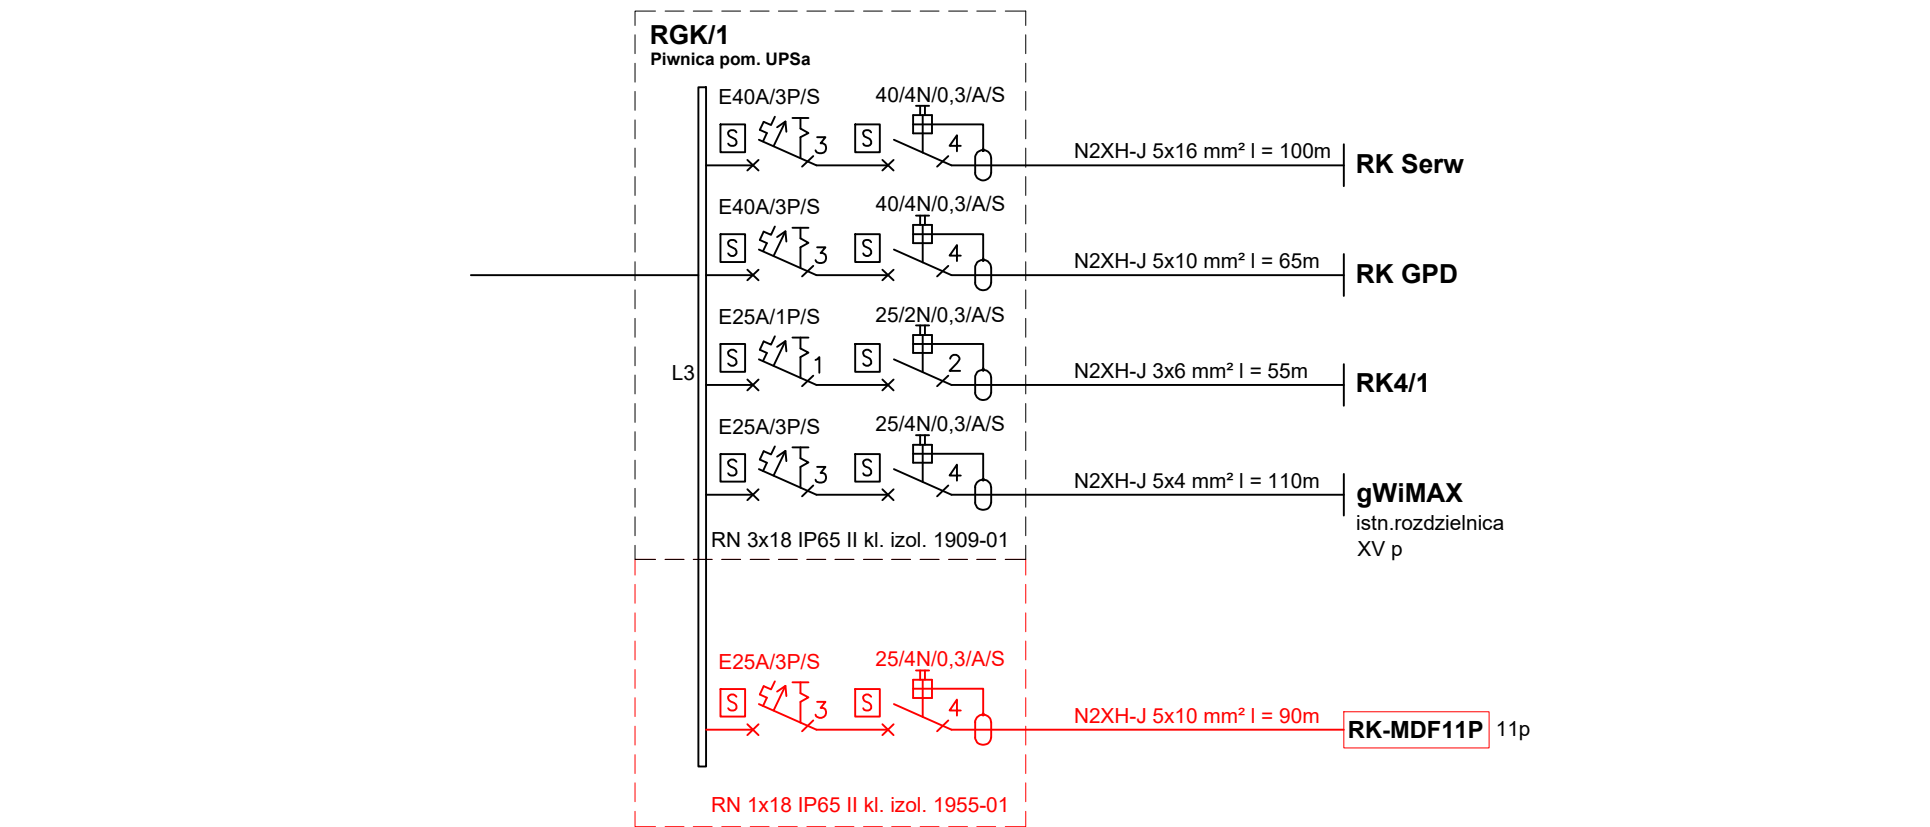 RGK/1
Piwnica pom. UPSa
E40A/3P/S
40/4N/0,3/A/S
S
3
S
4
N2XH-J 5x16 mm² l = 100m
RK Serw
E40A/3P/S
40/4N/0,3/A/S
S
3
S
4
N2XH-J 5x10 mm² l = 65m
RK GPD
E25A/1P/S
25/2N/0,3/A/S
L3
S
1
S
2
N2XH-J 3x6 mm² l = 55m
RK4/1
E25A/3P/S
25/4N/0,3/A/S
S
3
S
4
N2XH-J 5x4 mm² l = 110m
gWiMAX
istn.rozdzielnica
XV p
RN 3x18 IP65 II kl. izol. 1909-01
E25A/3P/S
25/4N/0,3/A/S
S
3
S
4
N2XH-J 5x10 mm² l = 90m
RK-MDF11P 11p
RN 1x18 IP65 II kl. izol. 1955-01